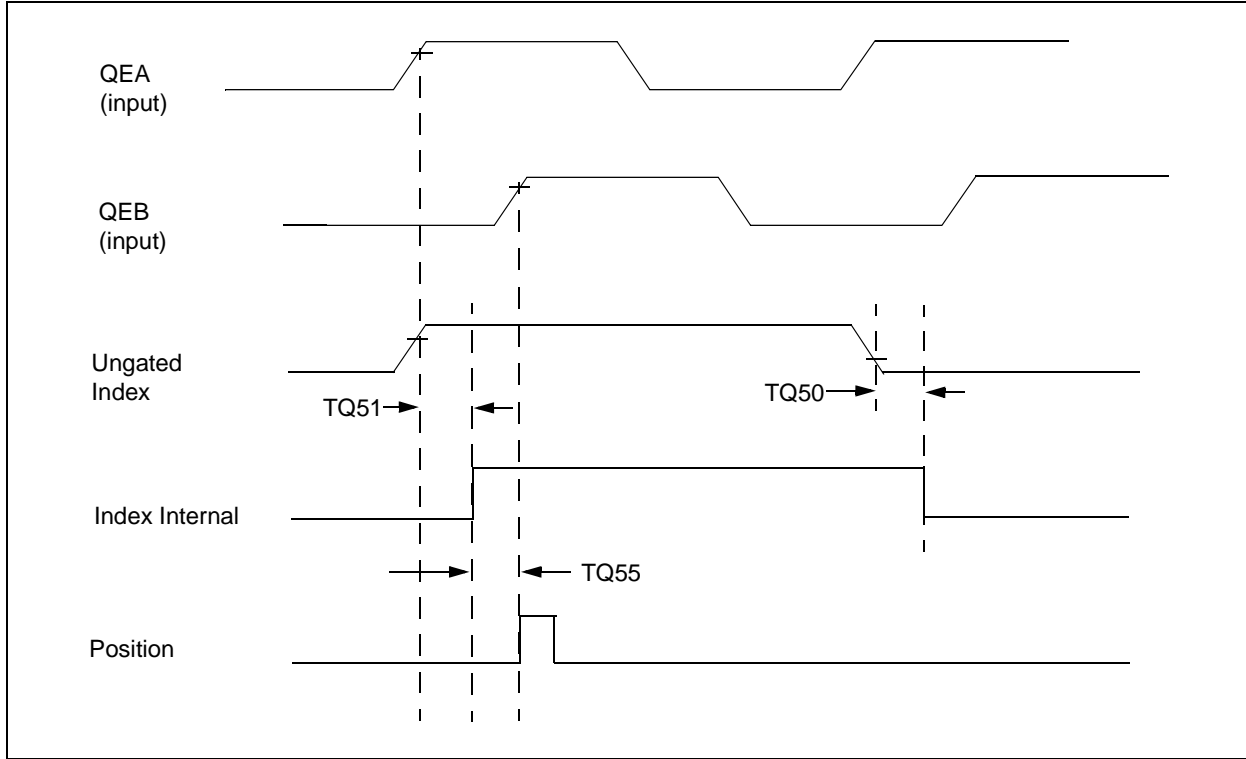 QEA
(input)
QEB
(input)
Ungated
Index
TQ51
TQ50
Index Internal
TQ55
Position